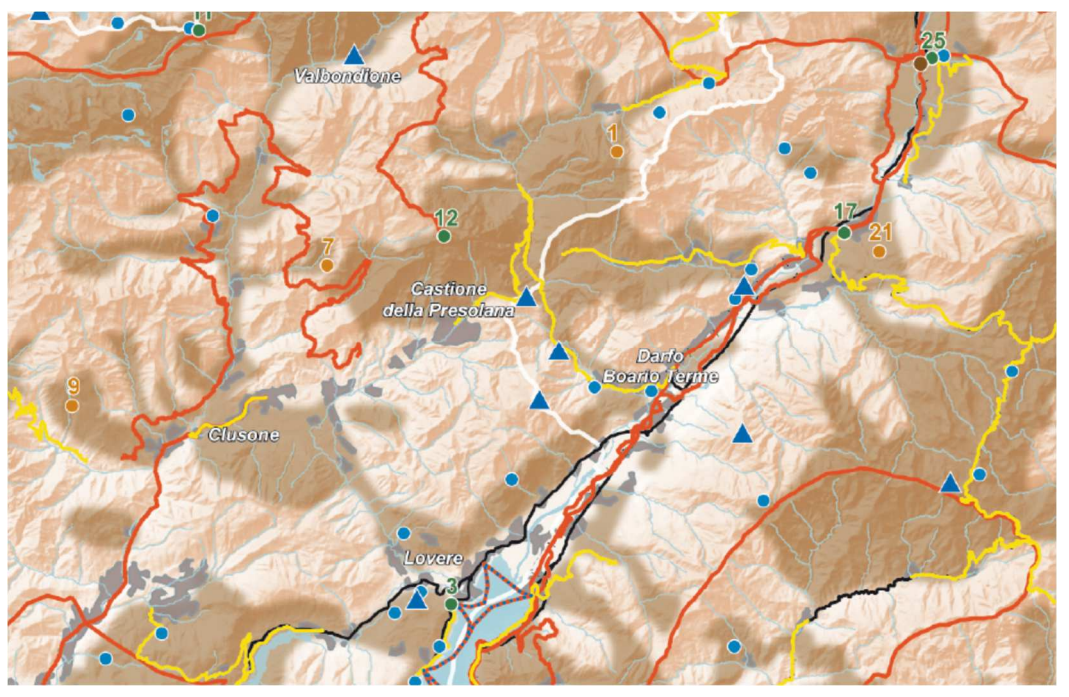 11
25
Valbondione
1
17
12
21
7
Castione
della Presolana
Darfo
Boario Terme
9
Clusone
Lovere
3